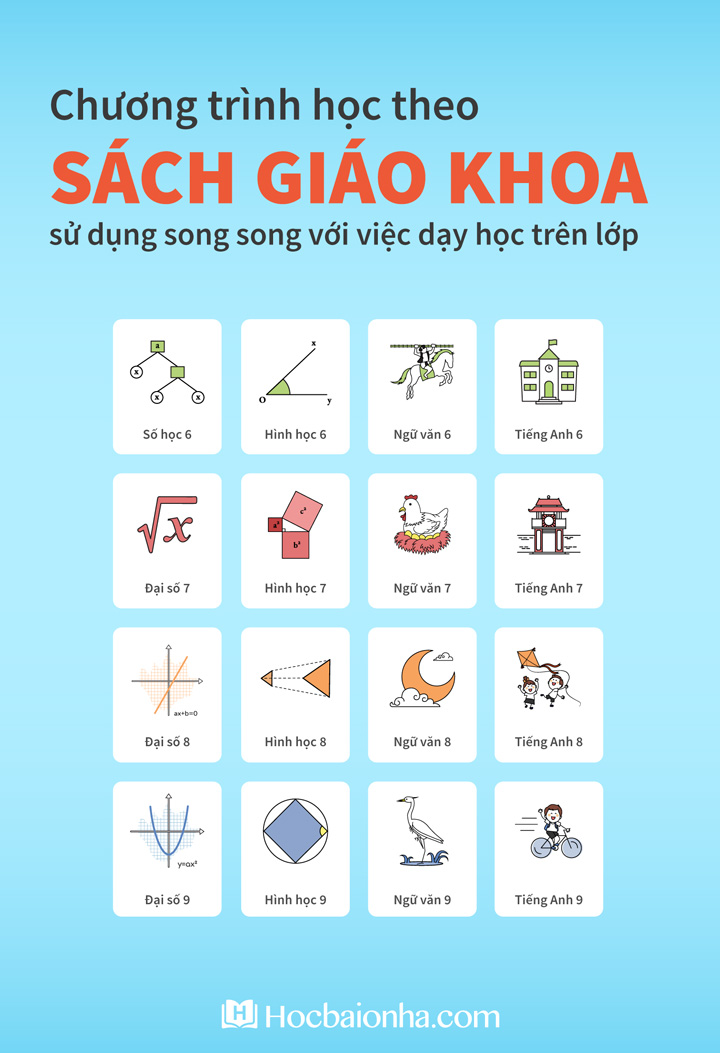 Chương trình học theo
SÁCH GIÁO KHOA
sử dụng song song với việc dạy học trên lớp
a
x
x
x
Số học 6
x
O
y
Hình học 6
Ngữ văn 6
Tiếng Anh 6
√x
Đại số 7
c²
a²
b²
Hình học 7
Ngữ văn 7
Tiếng Anh 7
ax+b=0
Đại số 8
Hình học 8
Ngữ văn 8
Tiếng Anh 8
y=ax²
Đại số 9
Hình học 9
Ngữ văn 9
Tiếng Anh 9
H Hocbaionha.com